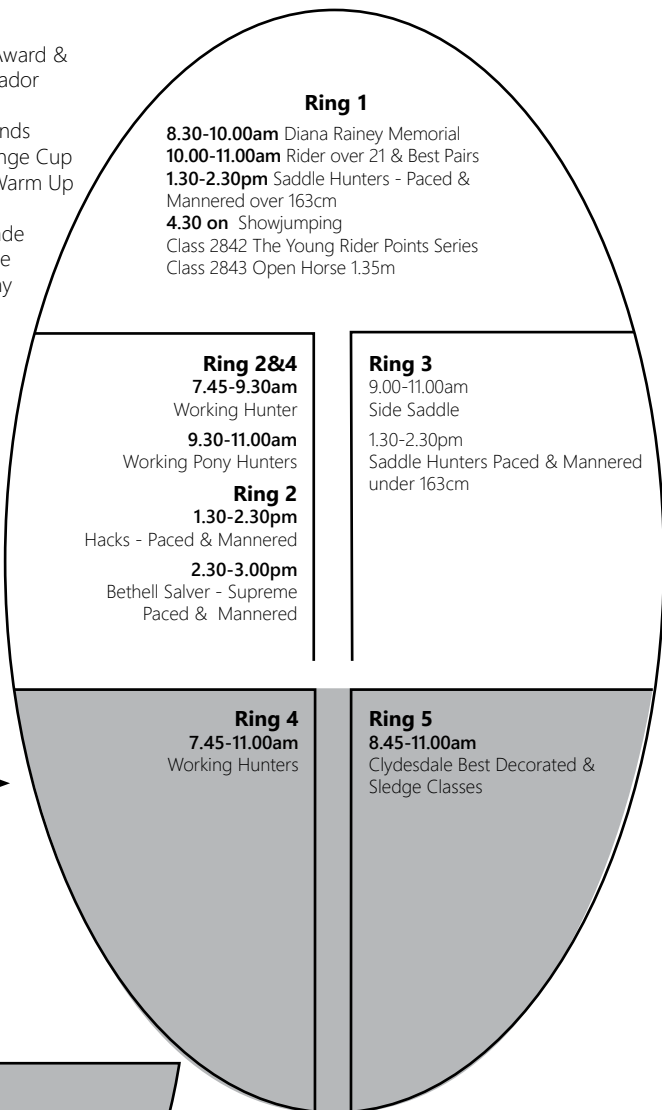 Award &
ador
nds
nge Cup
Warm Up
de
e
ay
Ring 1
8.30-10.00am Diana Rainey Memorial
10.00-11.00am Rider over 21 & Best Pairs
1.30-2.30pm Saddle Hunters - Paced &
Mannered over 163cm
4.30 on Showjumping
Class 2842 The Young Rider Points Series
Class 2843 Open Horse 1.35m
Ring 2&4
7.45-9.30am
Working Hunter
9.30-11.00am
Working Pony Hunters
Ring 2
1.30-2.30pm
Hacks - Paced & Mannered
2.30-3.00pm
Bethell Salver - Supreme
Paced & Mannered
Ring 3
9.00-11.00am
Side Saddle
1.30-2.30pm
Saddle Hunters Paced & Mannered
under 163cm
Ring 4
7.45-11.00am
Working Hunters
Ring 5
8.45-11.00am
Clydesdale Best Decorated &
Sledge Classes